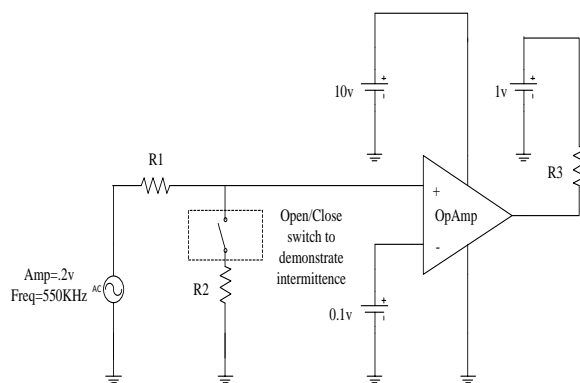 10v
+
-
1v
+
-
R1
R3
+
OpAmp
-
Open/Close
switch to
demonstrate
intermittence
Amp=.2v
Freq=550KHz
AC
R2
0.1v
+
-